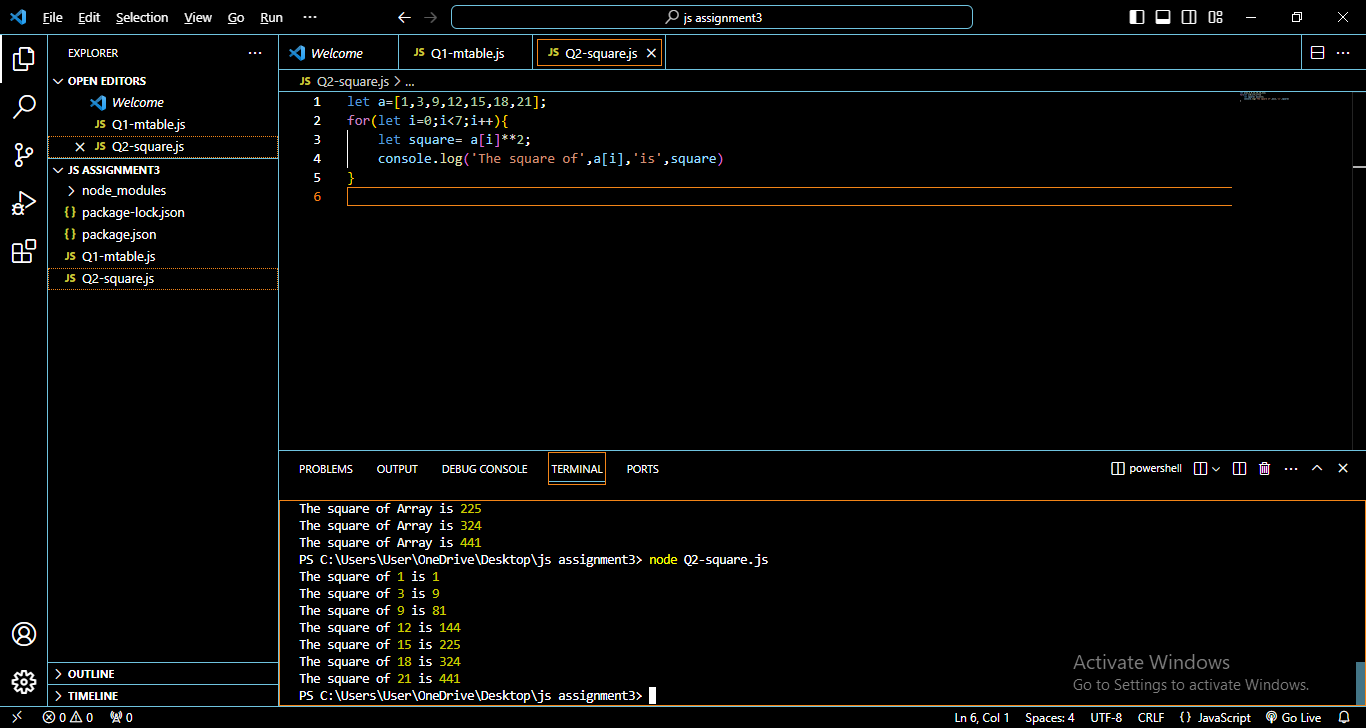 File Edit Selection View Go Run ··· js assignment3
EXPLORER ···
OPEN EDITORS
Welcome
JS Q1-mtable.js
JS Q2-square.js
JS ASSIGNMENT3
node_modules
{} package-lock.json
{} package.json
JS Q1-mtable.js
JS Q2-square.js
OUTLINE
TIMELINE
Welcome JS Q1-mtable.js JS Q2-square.js
JS Q2-square.js > ...
1 let a=[1,3,9,12,15,18,21];
2 for(let i=0;i<7;i++){
3 let square= a[i]**2;
4 console.log('The square of',a[i],'is',square)
5 }
6
PROBLEMS OUTPUT DEBUG CONSOLE TERMINAL PORTS powershell
The square of Array is 225
The square of Array is 324
The square of Array is 441
PS C:\Users\User\OneDrive\Desktop\js assignment3> node Q2-square.js
The square of 1 is 1
The square of 3 is 9
The square of 9 is 81
The square of 12 is 144
The square of 15 is 225
The square of 18 is 324
The square of 21 is 441
PS C:\Users\User\OneDrive\Desktop\js assignment3>
Activate Windows
Go to Settings to activate Windows.
0 0 0 Ln 6, Col 1 Spaces: 4 UTF-8 CRLF {} JavaScript Go Live